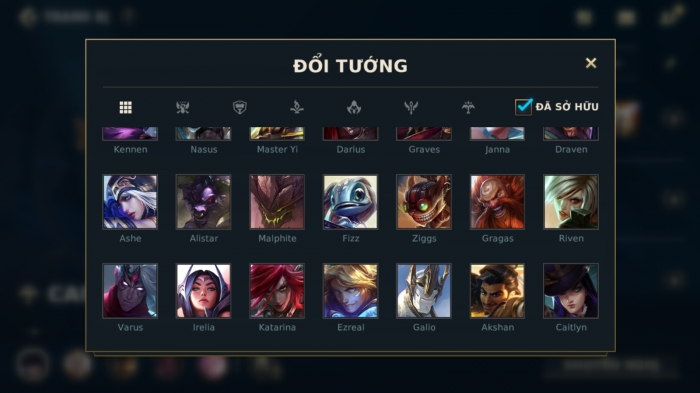 ĐỔI TƯỚNG
ĐÃ SỞ HỮU
Kennen Nasus Master Yi Darius Graves Janna Draven
Ashe Alistar Malphite Fizz Ziggs Gragas Riven
Varus Irelia Katarina Ezreal Galio Akshan Caitlyn